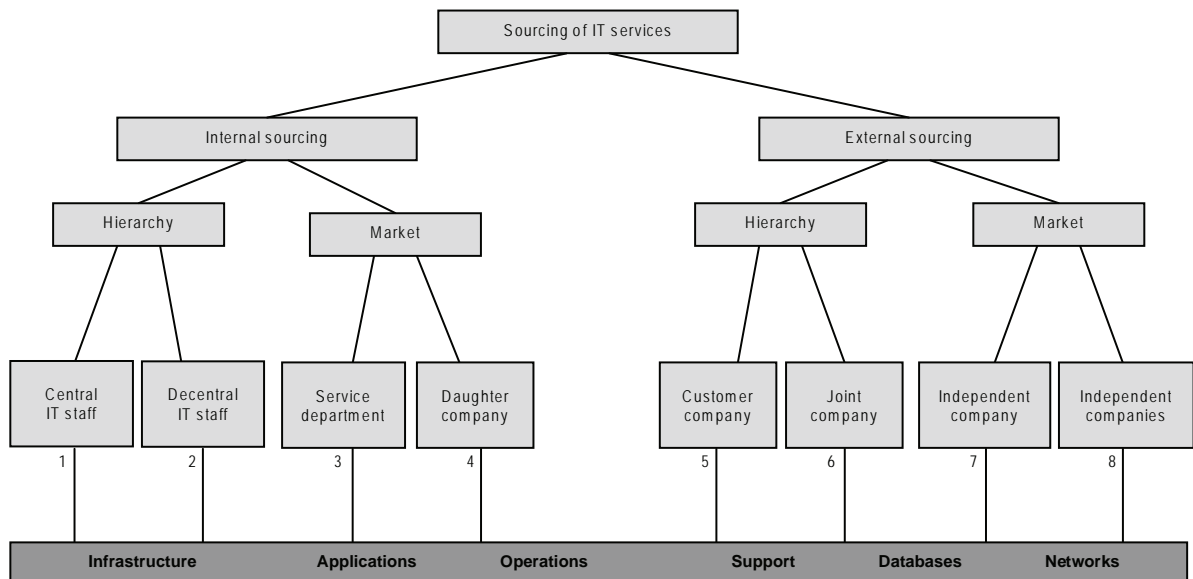 Sourcing of IT services
Internal sourcing
External sourcing
Hierarchy
Market
Hierarchy
Market
Central
IT staff
Decentral
IT staff
Service
department
Daughter
company
Customer
company
Joint
company
Independent
company
Independent
companies
1
2
3
4
5
6
7
8
Infrastructure Applications Operations Support Databases Networks